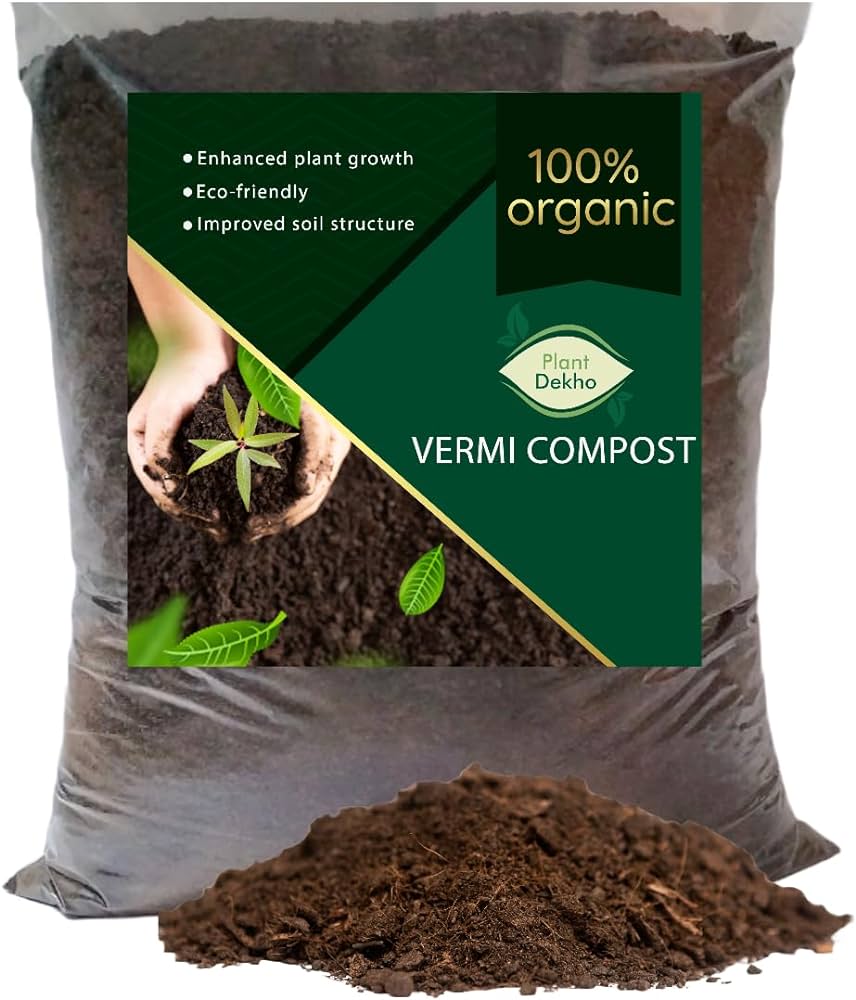 • Enhanced plant growth
• Eco-friendly
• Improved soil structure
100%
organic
Plant
Dekho
VERMI COMPOST